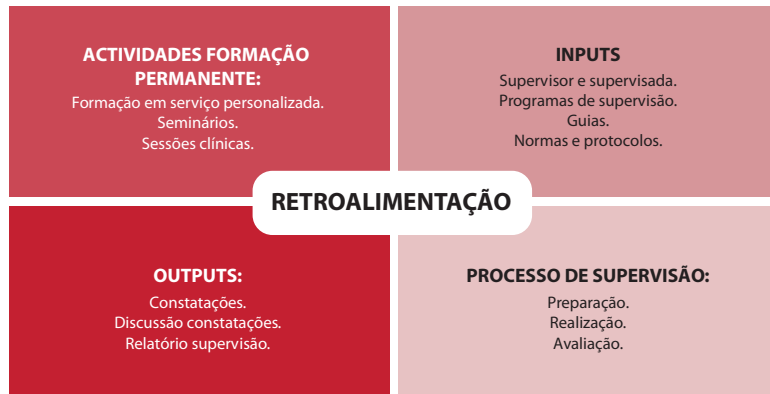 ACTIVIDADES FORMAÇÃO
PERMANENTE:
Formação em serviço personalizada.
Seminários.
Sessões clínicas.
INPUTS
Supervisor e supervisada.
Programas de supervisão.
Guias.
Normas e protocolos.
RETROALIMENTAÇÃO
OUTPUTS:
Constatações.
Discussão constatações.
Relatório supervisão.
PROCESSO DE SUPERVISÃO:
Preparação.
Realização.
Avaliação.